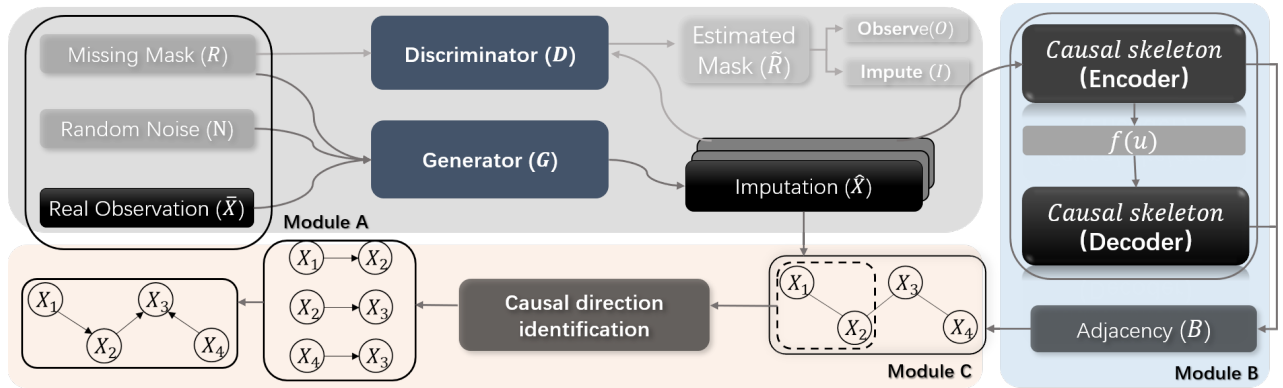 Missing Mask (R)
Random Noise (N)
Real Observation (X̄)
Discriminator (D)
Generator (G)
Estimated
Mask (R̃)
Observe(O)
Impute (I)
Imputation (X̂)
Module A
Causal skeleton
(Encoder)
f(u)
Causal skeleton
(Decoder)
Adjacency (B)
Module B
X₁
X₂
X₃
X₄
Module C
Causal direction
identification
X₁ X₂
X₂ X₃
X₄ X₃
X₁
X₂
X₃
X₄